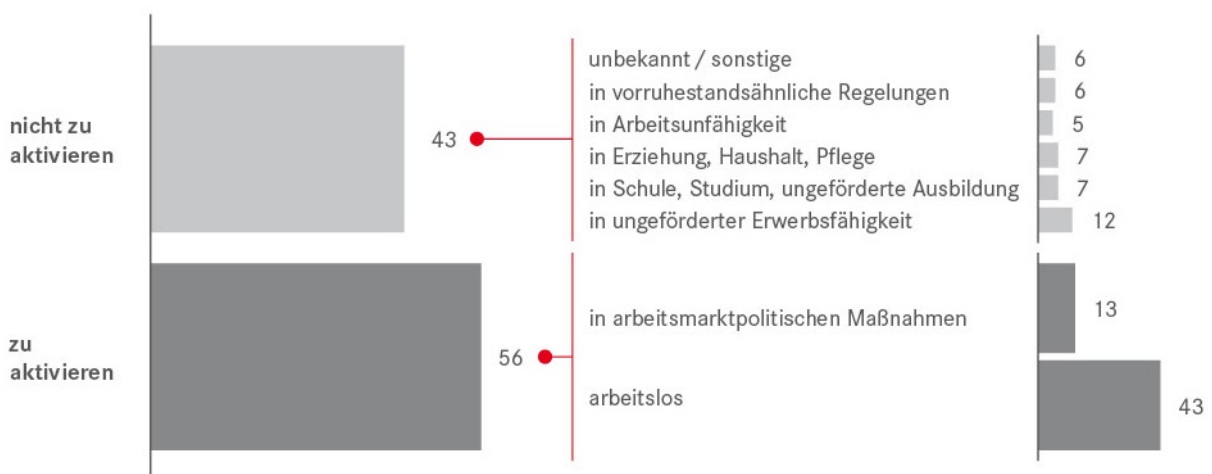 nicht zu
aktivieren
43
unbekannt / sonstige 6
in vorruhestandsähnliche Regelungen 6
in Arbeitsunfähigkeit 5
in Erziehung, Haushalt, Pflege 7
in Schule, Studium, ungeförderte Ausbildung 7
in ungeförderter Erwerbsfähigkeit 12
zu
aktivieren
56
in arbeitsmarktpolitischen Maßnahmen 13
arbeitslos 43